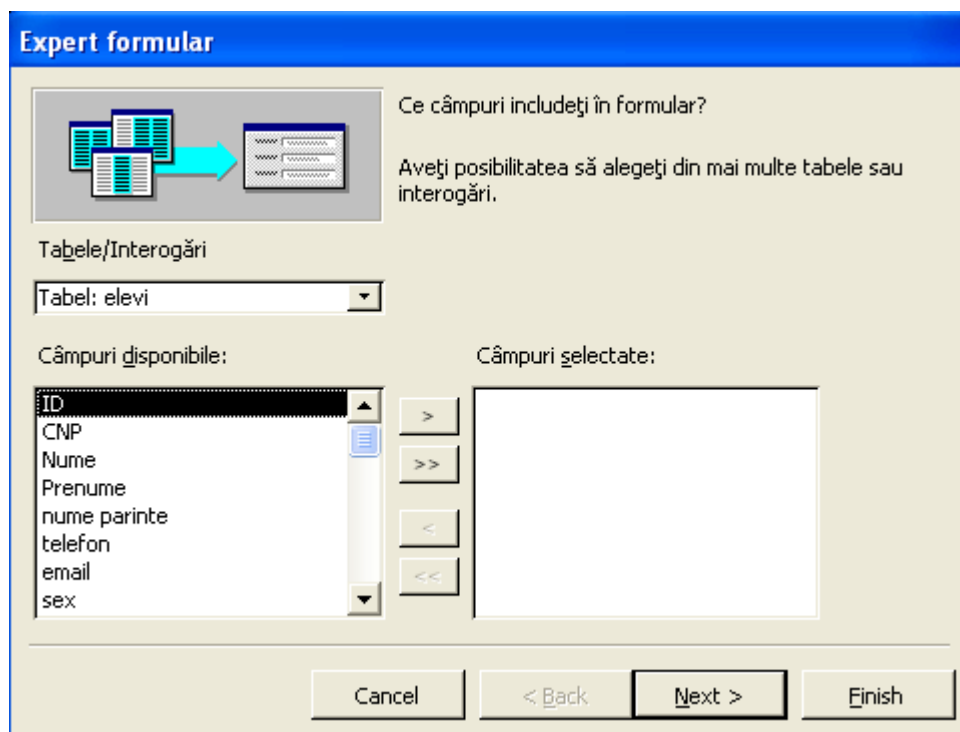 Expert formular
Ce câmpuri includeţi în formular?
Aveţi posibilitatea să alegeţi din mai multe tabele sau
interogări.
Tabele/Interogări
Tabel: elevi
Câmpuri disponibile:
Câmpuri selectate:
ID
CNP
Nume
Prenume
nume parinte
telefon
email
sex
>
>>
<
<<
Cancel
< Back
Next >
Finish